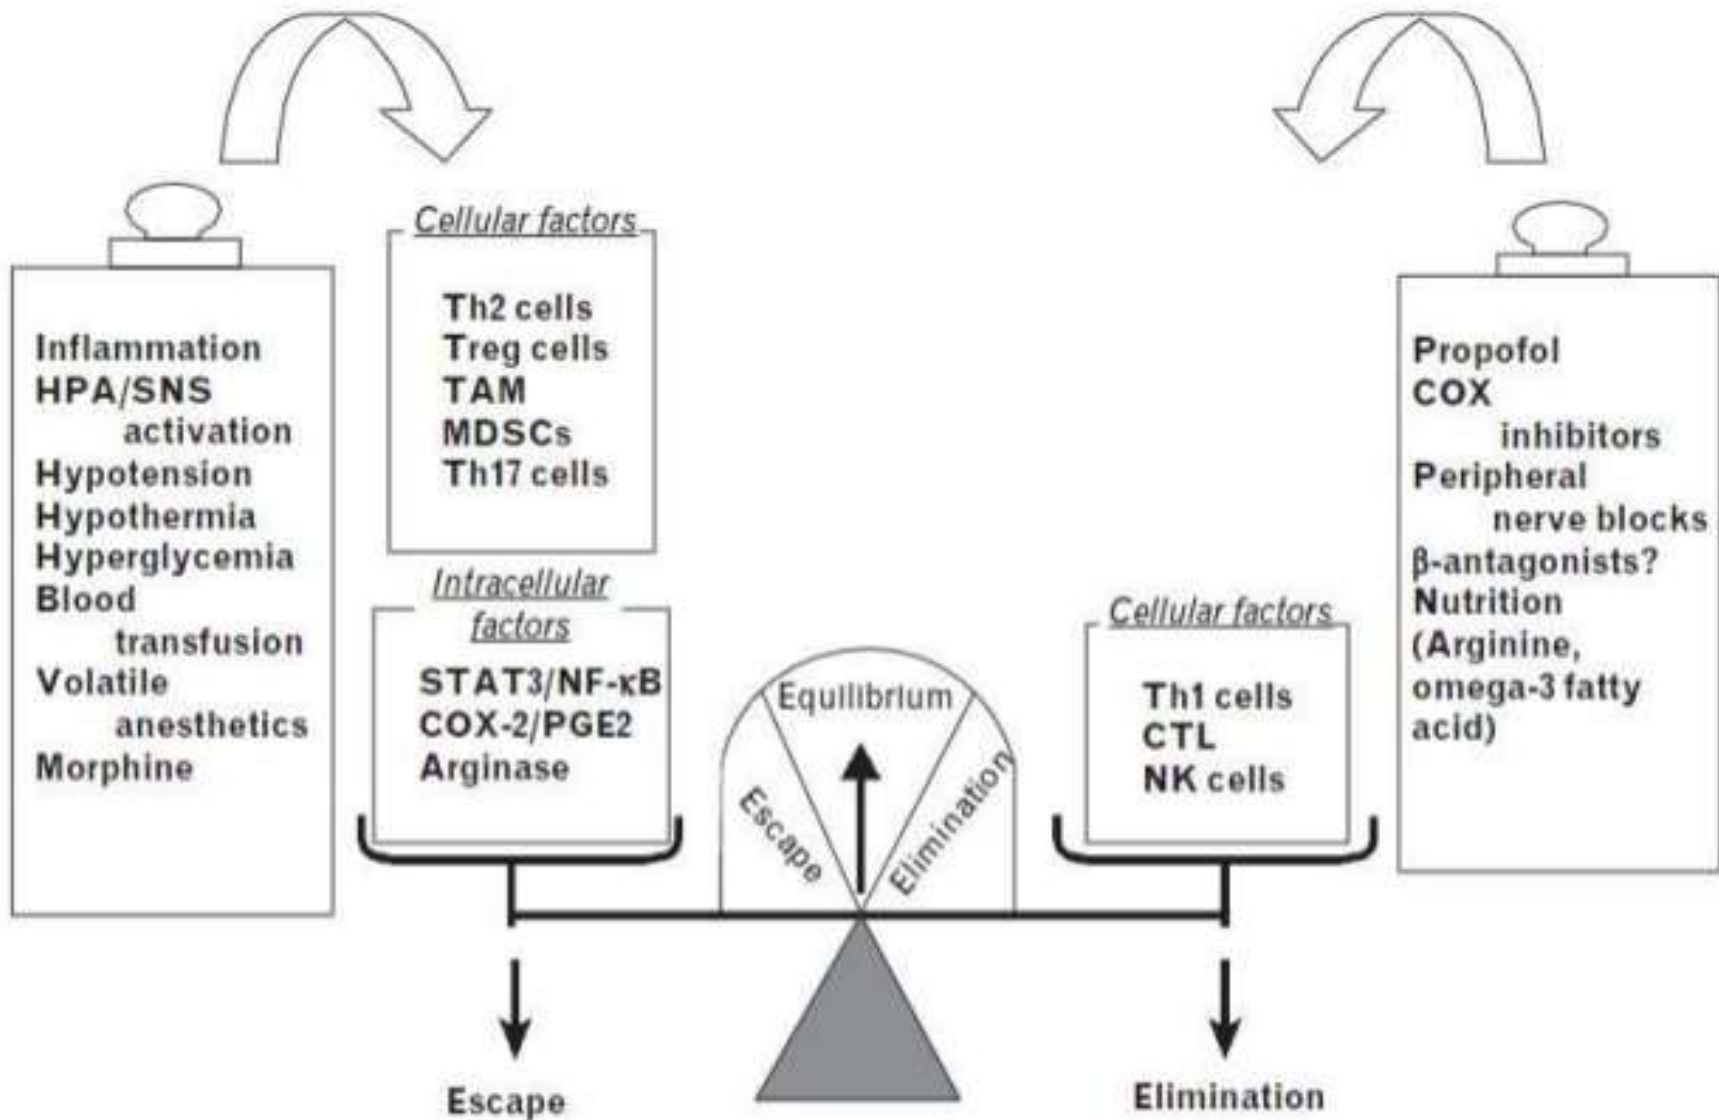 Inflammation
HPA/SNS
activation
Hypotension
Hypothermia
Hyperglycemia
Blood
transfusion
Volatile
anesthetics
Morphine
Cellular factors
Th2 cells
Treg cells
TAM
MDSCs
Th17 cells
Intracellular
factors
STAT3/NF-κB
COX-2/PGE2
Arginase
Equilibrium
Escape
Elimination
Cellular factors
Th1 cells
CTL
NK cells
Propofol
COX
inhibitors
Peripheral
nerve blocks
β-antagonists?
Nutrition
(Arginine,
omega-3 fatty
acid)
Escape
Elimination